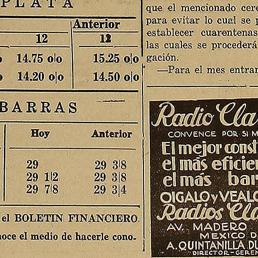 PLATA
Anterior
12 12
14.75 o|o 15.25 o|o
14.20 o|o 14.50 o|o
BARRAS
Hoy Anterior
29 29 3|8
29 1|2 29 3|8
29 7|8 29 3|4
el BOLETIN FINANCIERO
noce el medio de hacerle cono-
que el mencionado cere
para evitar lo cual se p
establecer cuarentenas
las cuales se procederá
gación.
—Para el mes entran
Radio Cla
CONVENCE POR SI M
El mejor const
el más eficien
el más bar
OIGALO Y VEALO
Radios Cla
AV. MADERO
MEXICO D
A. QUINTANILLA DU
DIRECTOR-GEREN